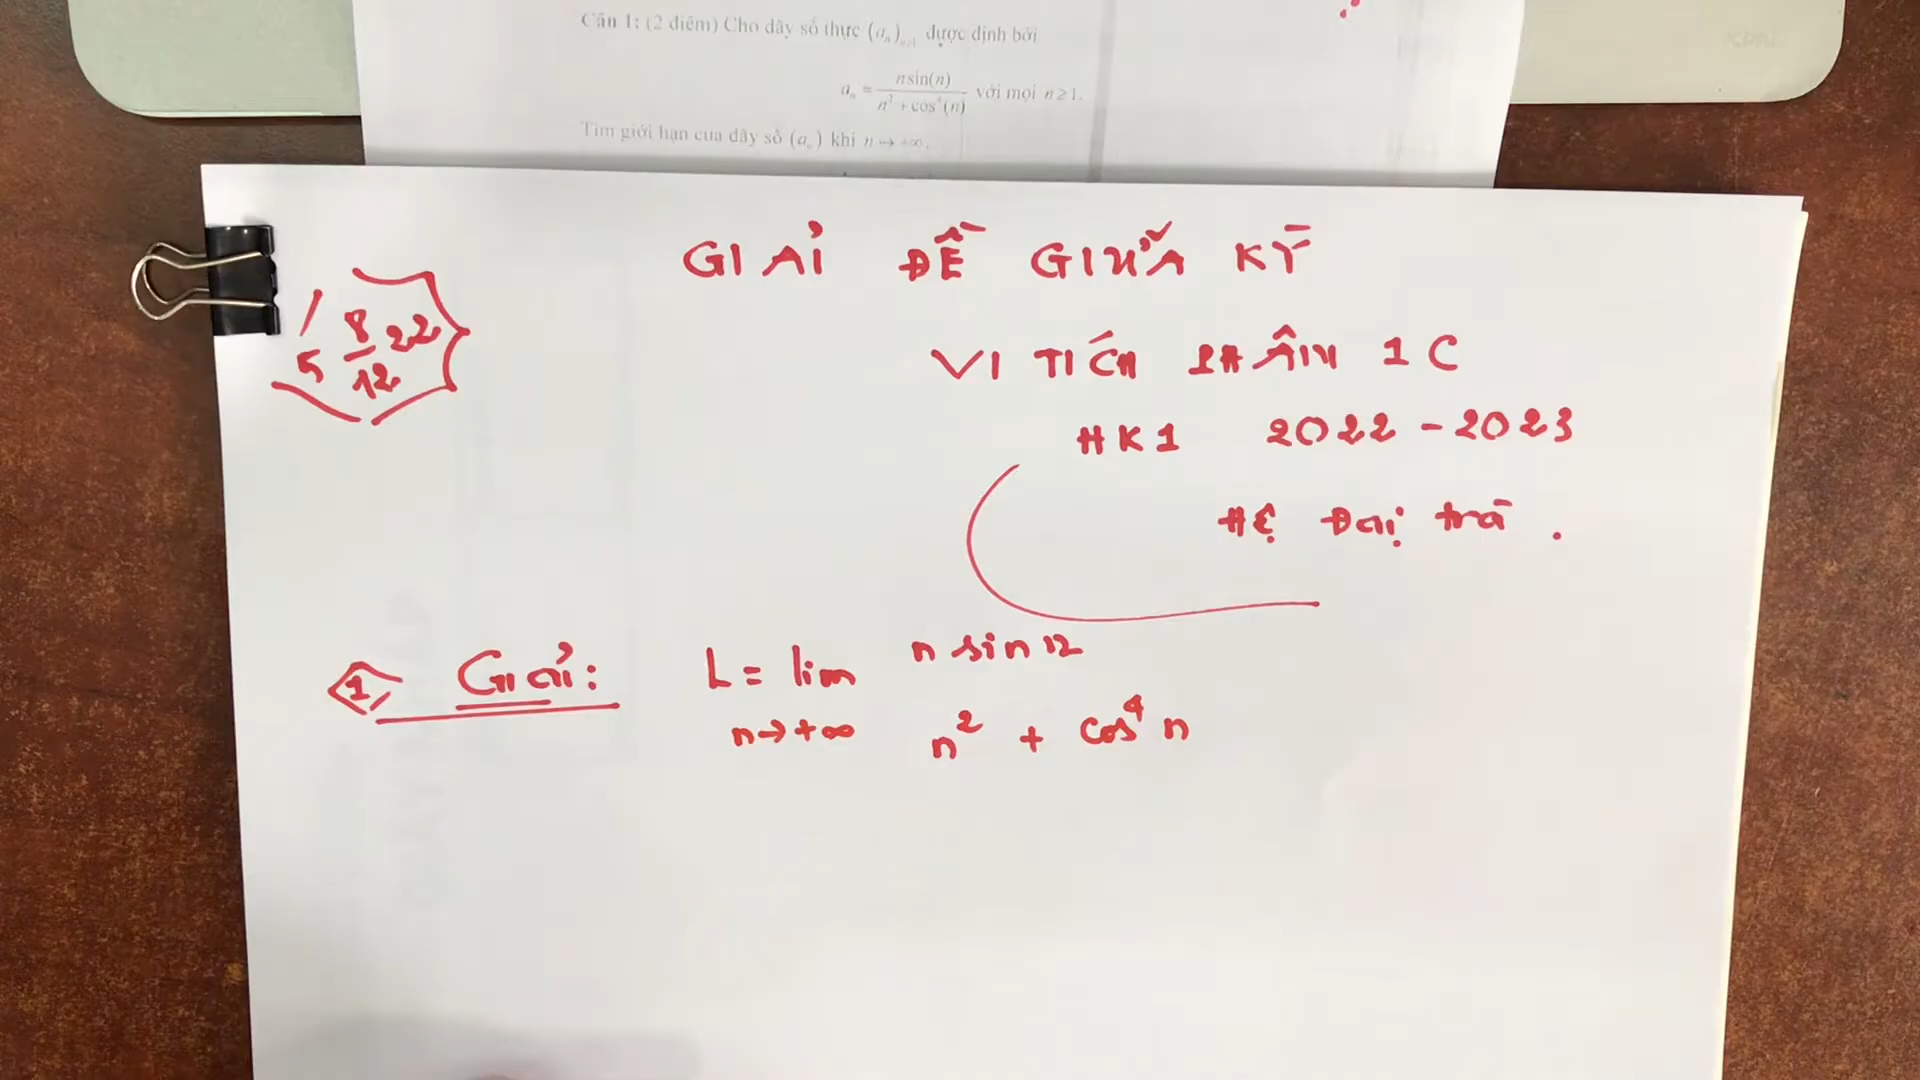 Câu 1: (2 điểm) Cho dãy số thực (aₙ)ₙ≥₁ được định bởi
aₙ = n sin(n) / (n² + cos⁴(n)) với mọi n ≥ 1.
Tìm giới hạn của dãy số (aₙ) khi n → +∞.
GIẢI ĐỀ GIỮA KỲ
VI TÍCH PHÂN 1C
HK1 2022 - 2023
Hệ Đại trà.
5 8/12 22
1 Giải: L = lim n sin n
n→+∞ n² + cos⁴ n